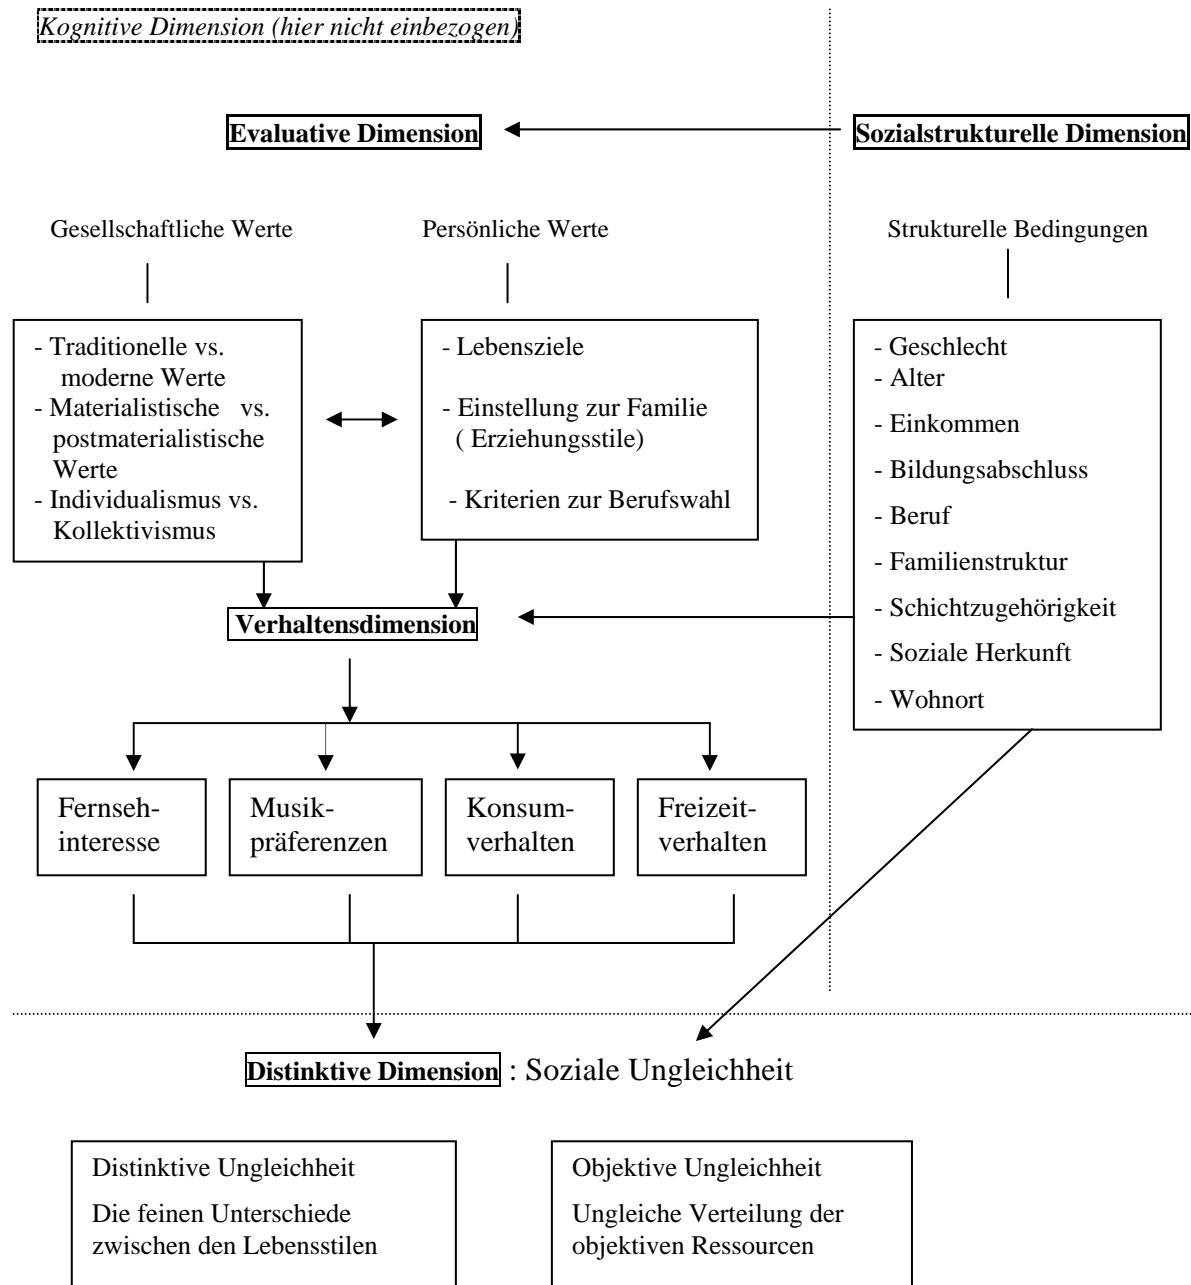 Kognitive Dimension (hier nicht einbezogen)
Evaluative Dimension
Sozialstrukturelle Dimension
Gesellschaftliche Werte
Persönliche Werte
Strukturelle Bedingungen
- Traditionelle vs.
moderne Werte
- Materialistische vs.
postmaterialistische
Werte
- Individualismus vs.
Kollektivismus
- Lebensziele
- Einstellung zur Familie
( Erziehungsstile)
- Kriterien zur Berufswahl
- Geschlecht
- Alter
- Einkommen
- Bildungsabschluss
- Beruf
- Familienstruktur
- Schichtzugehörigkeit
- Soziale Herkunft
- Wohnort
Verhaltensdimension
Fernseh-
interesse
Musik-
präferenzen
Konsum-
verhalten
Freizeit-
verhalten
Distinktive Dimension : Soziale Ungleichheit
Distinktive Ungleichheit
Die feinen Unterschiede
zwischen den Lebensstilen
Objektive Ungleichheit
Ungleiche Verteilung der
objektiven Ressourcen